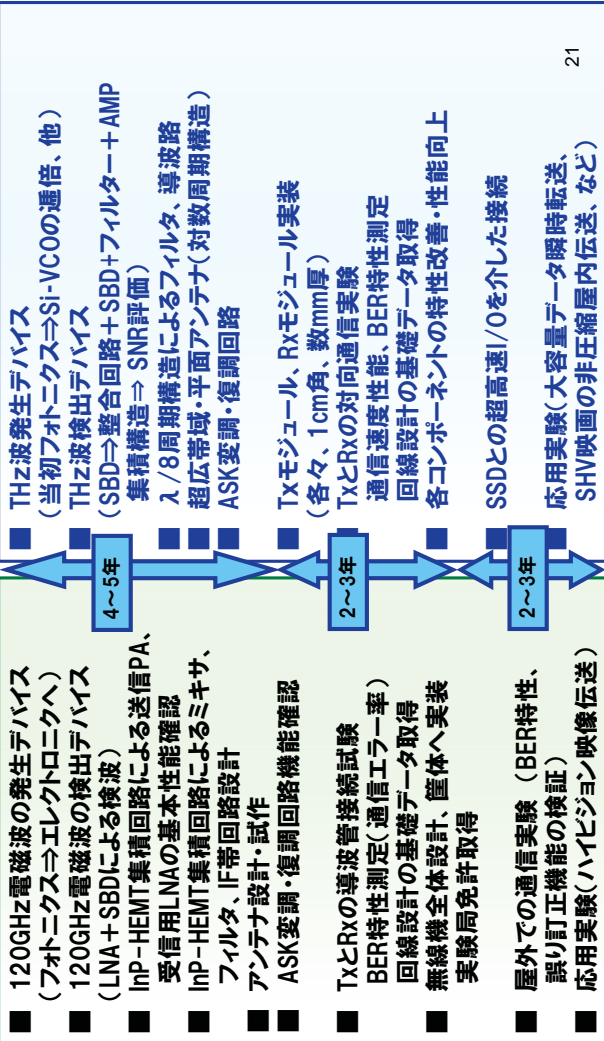 ■ 120GHz電磁波の発生デバイス
(フォトニクス⇒エレクトロニクへ)
■ 120GHz電磁波の検出デバイス
(LNA+SBDによる検波)
■ InP-HEMT集積回路による送信PA、
受信用LNAの基本性能確認
■ InP-HEMT集積回路によるミキサ、
フィルタ、IF帯回路設計
■ アンテナ設計・試作
■ ASK変調・復調回路機能確認
■ TxとRxの導波管接続試験
BER特性測定(通信エラー率)
回線設計の基礎データ取得
■ 無線機全体設計、筐体へ実装
実験局免許取得
■ 屋外での通信実験 (BER特性、
誤り訂正機能の検証)
■ 応用実験(ハイビジョン映像伝送)
4~5年
2~3年
2~3年
■ THz波発生デバイス
(当初フォトニクス⇒Si-VCOの逓倍、他)
■ THz波検出デバイス
(SBD⇒整合回路+SBD+フィルター+AMP
集積構造⇒ SNR評価)
■ λ/8周期構造によるフィルタ、導波路
■ 超広帯域・平面アンテナ(対数周期構造)
■ ASK変調・復調回路
■ Txモジュール、Rxモジュール実装
(各々、1cm角、数mm厚)
■ TxとRxの対向通信実験
通信速度性能、BER特性測定
回線設計の基礎データ取得
■ 各コンポーネントの特性改善・性能向上
■ SSDとの超高速I/Oを介した接続
■ 応用実験(大容量データ瞬時転送、
SHV映画の非圧縮屋内伝送、など)
21